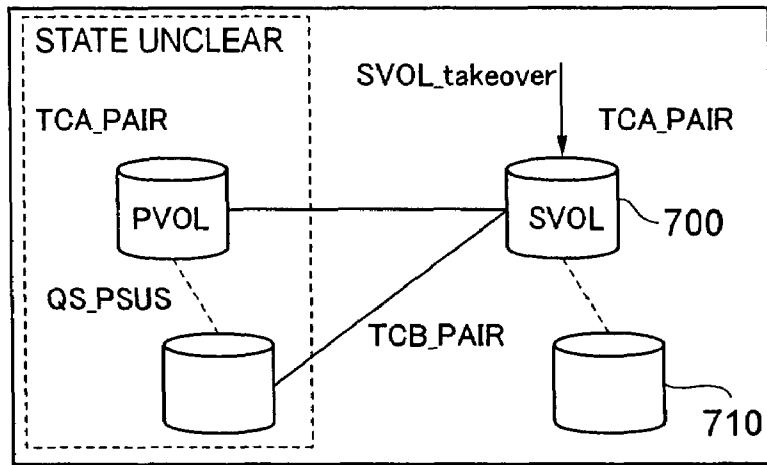 STATE UNCLEAR
SVOL_takeover
TCA_PAIR
TCA_PAIR
PVOL
SVOL
700
QS_PSUS
TCB_PAIR
710